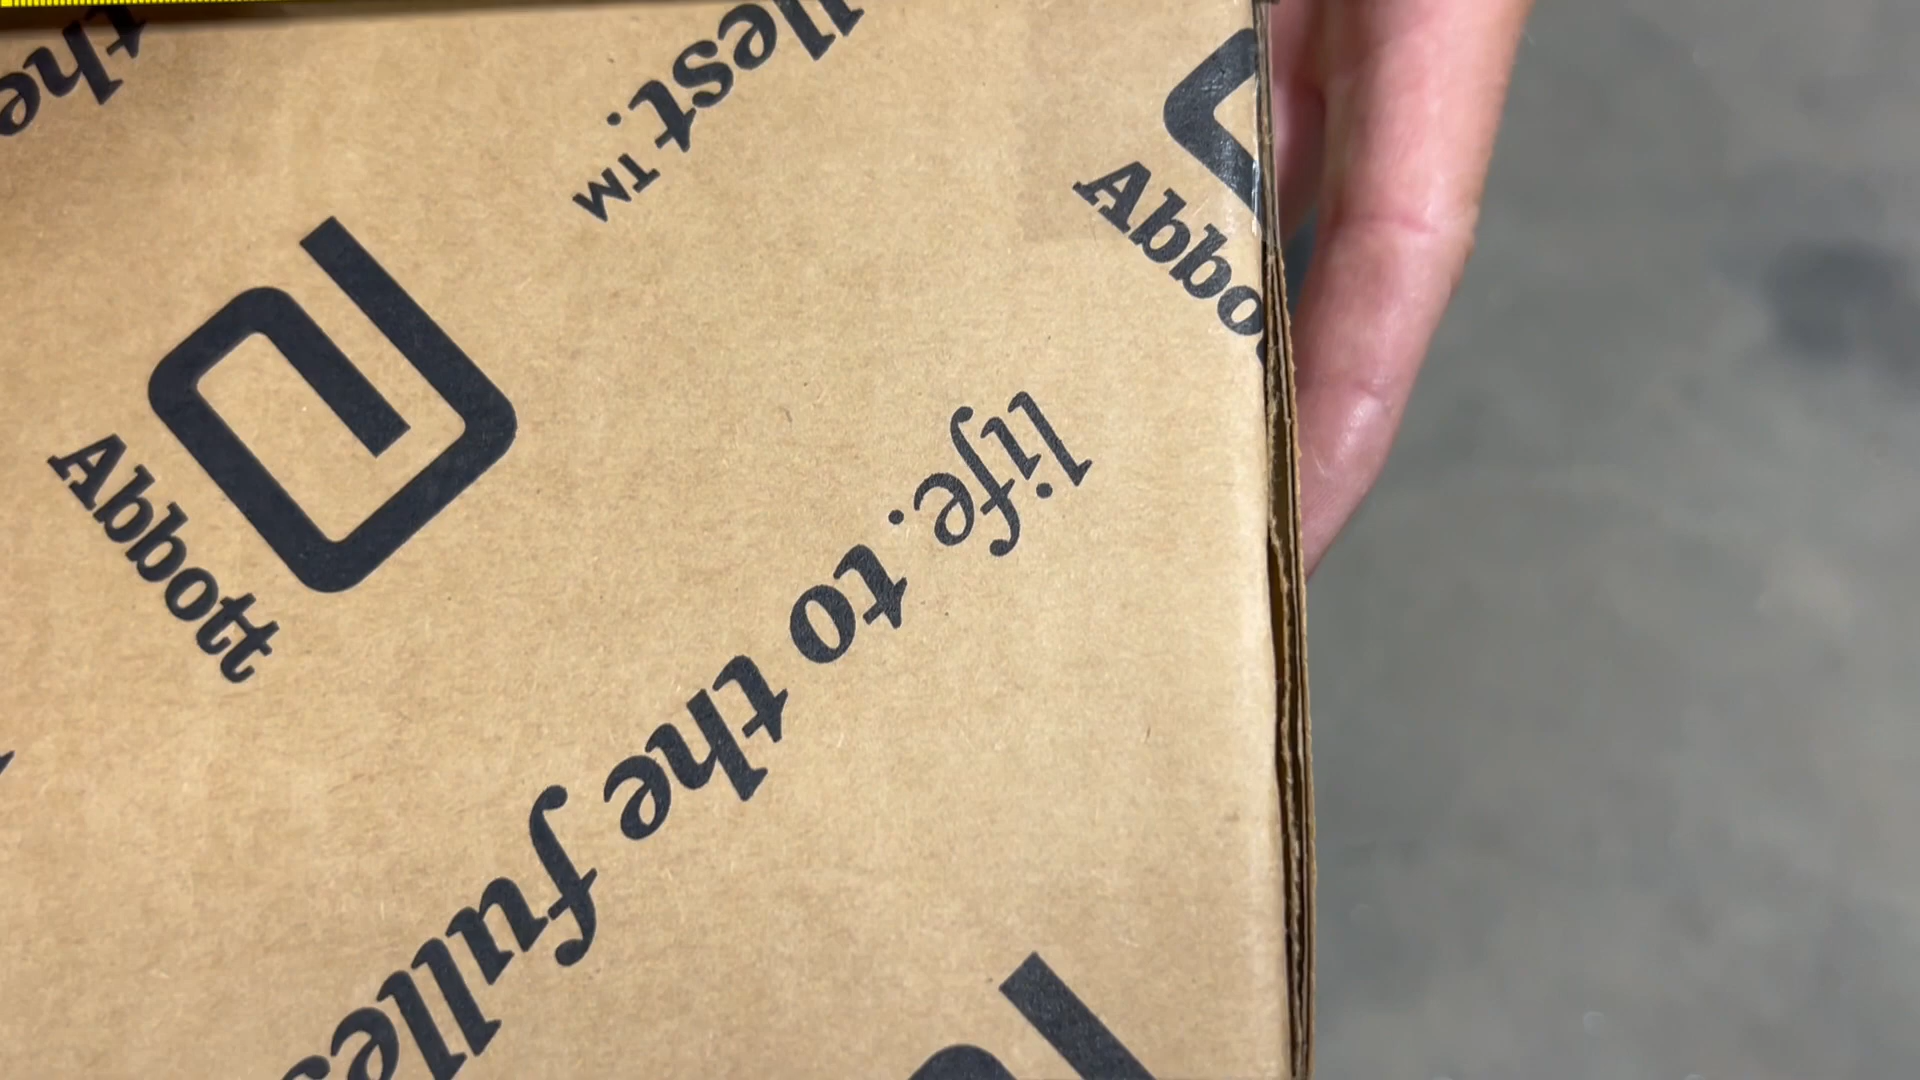 the
llest.™
Abbo
Abbott
life. to the fulles